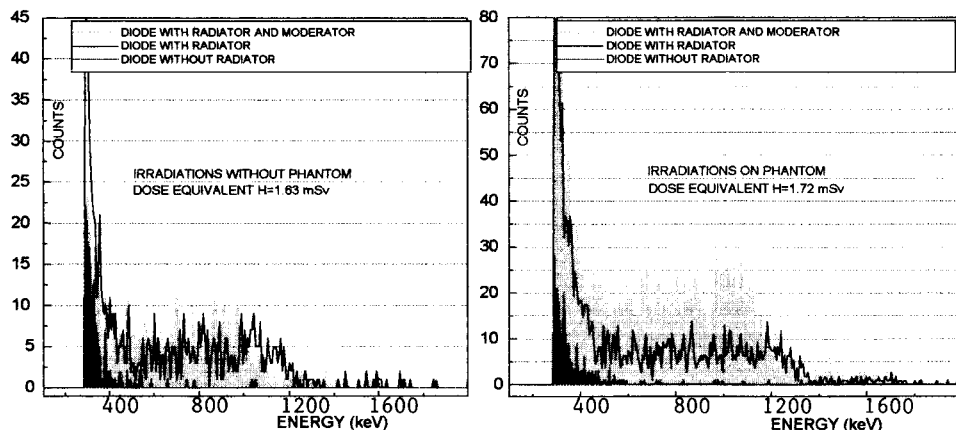 DIODE WITH RADIATOR AND MODERATOR
DIODE WITH RADIATOR
DIODE WITHOUT RADIATOR
45
40
35
30
25
20
15
10
5
0
COUNTS
IRRADIATIONS WITHOUT PHANTOM
DOSE EQUIVALENT H=1.63 mSv
400
800
1200
1600
ENERGY (keV)
DIODE WITH RADIATOR AND MODERATOR
DIODE WITH RADIATOR
DIODE WITHOUT RADIATOR
80
70
60
50
40
30
20
10
0
COUNTS
IRRADIATIONS ON PHANTOM
DOSE EQUIVALENT H=1.72 mSv
400
800
1200
1600
ENERGY (keV)